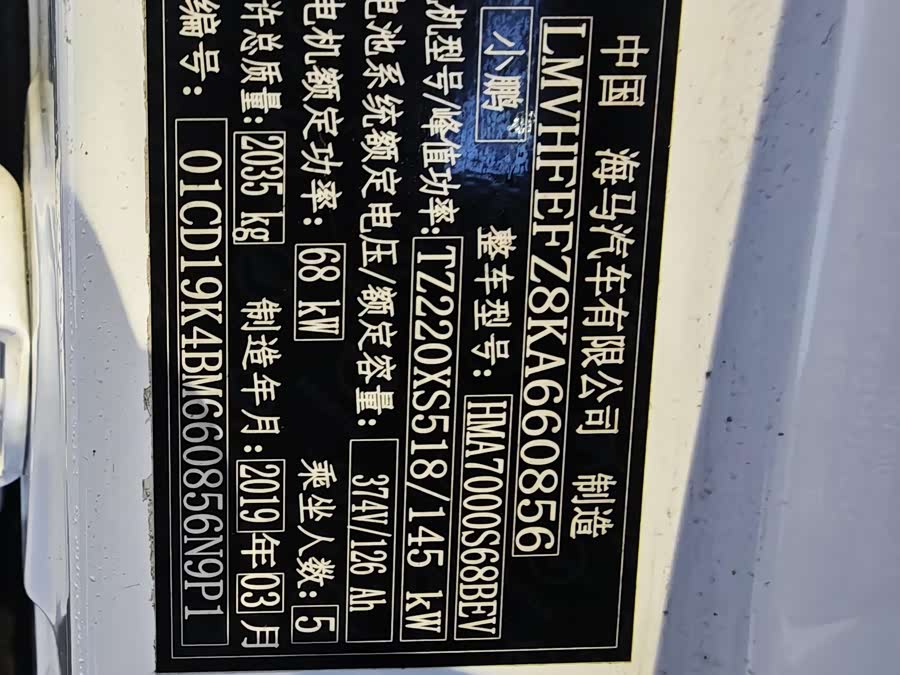 中国 海马汽车有限公司 制造
LMVHFEFZ8KA660856
小鹏 整车型号: HMA7000S68BEV
机型号/峰值功率: TZ220XS518/145 kW
电池系统额定电压/额定容量: 374V/126 Ah
电机额定功率: 68 kW 乘坐人数: 5
许总质量: 2035 kg 制造年月: 2019年03月
编号: 01CD19K4BM660856N9P1